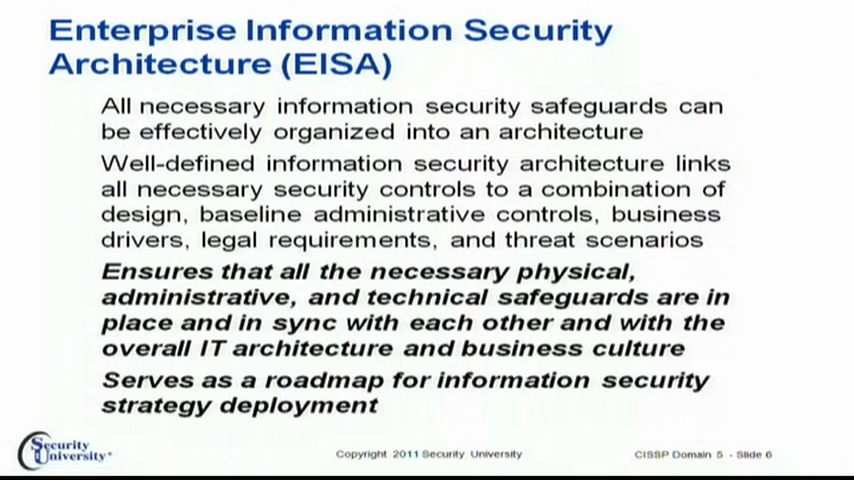 Enterprise Information Security
Architecture (EISA)
All necessary information security safeguards can
be effectively organized into an architecture
Well-defined information security architecture links
all necessary security controls to a combination of
design, baseline administrative controls, business
drivers, legal requirements, and threat scenarios
Ensures that all the necessary physical,
administrative, and technical safeguards are in
place and in sync with each other and with the
overall IT architecture and business culture
Serves as a roadmap for information security
strategy deployment
Security
University
Copyright 2011 Security University
CISSP Domain 5 - Slide 6